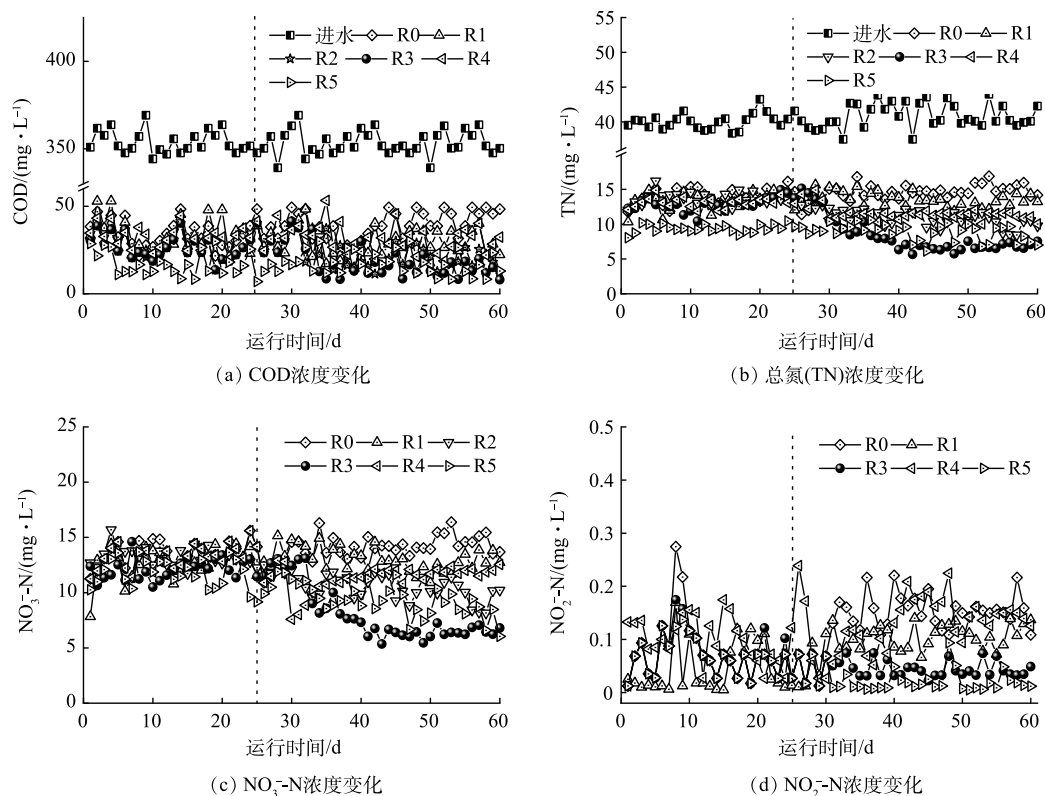 进水 R0 R1
R2 R3 R4
R5
COD/(mg·L⁻¹)
400
350
50
0
0 10 20 30 40 50 60
运行时间/d
(a) COD浓度变化
进水 R0 R1
R2 R3 R4
R5
TN/(mg·L⁻¹)
55
50
45
40
35
20
15
10
5
0
0 10 20 30 40 50 60
运行时间/d
(b) 总氮(TN)浓度变化
R0 R1 R2
R3 R4 R5
NO₃⁻-N/(mg·L⁻¹)
25
20
15
10
5
0
0 10 20 30 40 50 60
运行时间/d
(c) NO₃⁻-N浓度变化
R0 R1
R3 R4 R5
NO₂⁻-N/(mg·L⁻¹)
0.5
0.4
0.3
0.2
0.1
0
0 10 20 30 40 50 60
运行时间/d
(d) NO₂⁻-N浓度变化